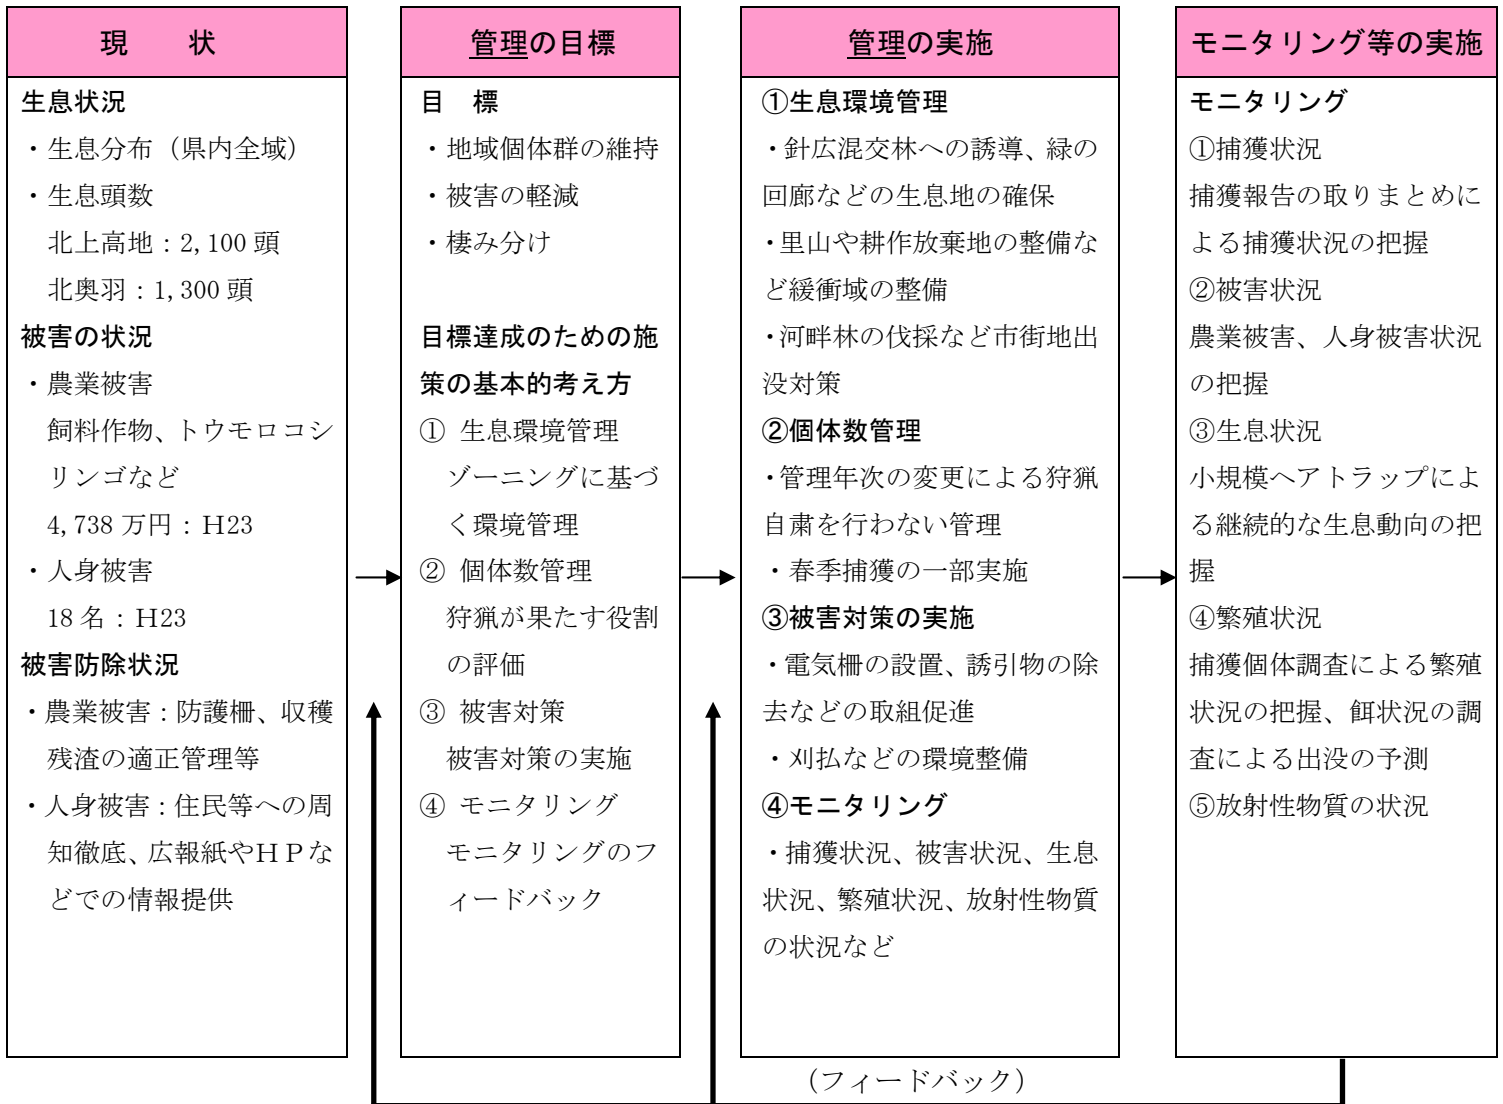 現　　状
生息状況
・生息分布（県内全域）
・生息頭数
北上高地：2,100 頭
北奥羽：1,300 頭
被害の状況
・農業被害
飼料作物、トウモロコシ
リンゴなど
4,738 万円：Ｈ23
・人身被害
18 名：Ｈ23
被害防除状況
・農業被害：防護柵、収穫
残渣の適正管理等
・人身被害：住民等への周
知徹底、広報紙やＨＰな
どでの情報提供
管理の目標
目　標
・地域個体群の維持
・被害の軽減
・棲み分け
目標達成のための施
策の基本的考え方
① 生息環境管理
ゾーニングに基づ
く環境管理
② 個体数管理
狩猟が果たす役割
の評価
③ 被害対策
被害対策の実施
④ モニタリング
モニタリングのフ
ィードバック
管理の実施
①生息環境管理
・針広混交林への誘導、緑の
回廊などの生息地の確保
・里山や耕作放棄地の整備な
ど緩衝域の整備
・河畔林の伐採など市街地出
没対策
②個体数管理
・管理年次の変更による狩猟
自粛を行わない管理
・春季捕獲の一部実施
③被害対策の実施
・電気柵の設置、誘引物の除
去などの取組促進
・刈払などの環境整備
④モニタリング
・捕獲状況、被害状況、生息
状況、繁殖状況、放射性物質
の状況など
モニタリング等の実施
モニタリング
①捕獲状況
捕獲報告の取りまとめに
よる捕獲状況の把握
②被害状況
農業被害、人身被害状況
の把握
③生息状況
小規模ヘアトラップによ
る継続的な生息動向の把
握
④繁殖状況
捕獲個体調査による繁殖
状況の把握、餌状況の調
査による出没の予測
⑤放射性物質の状況
（フィードバック）